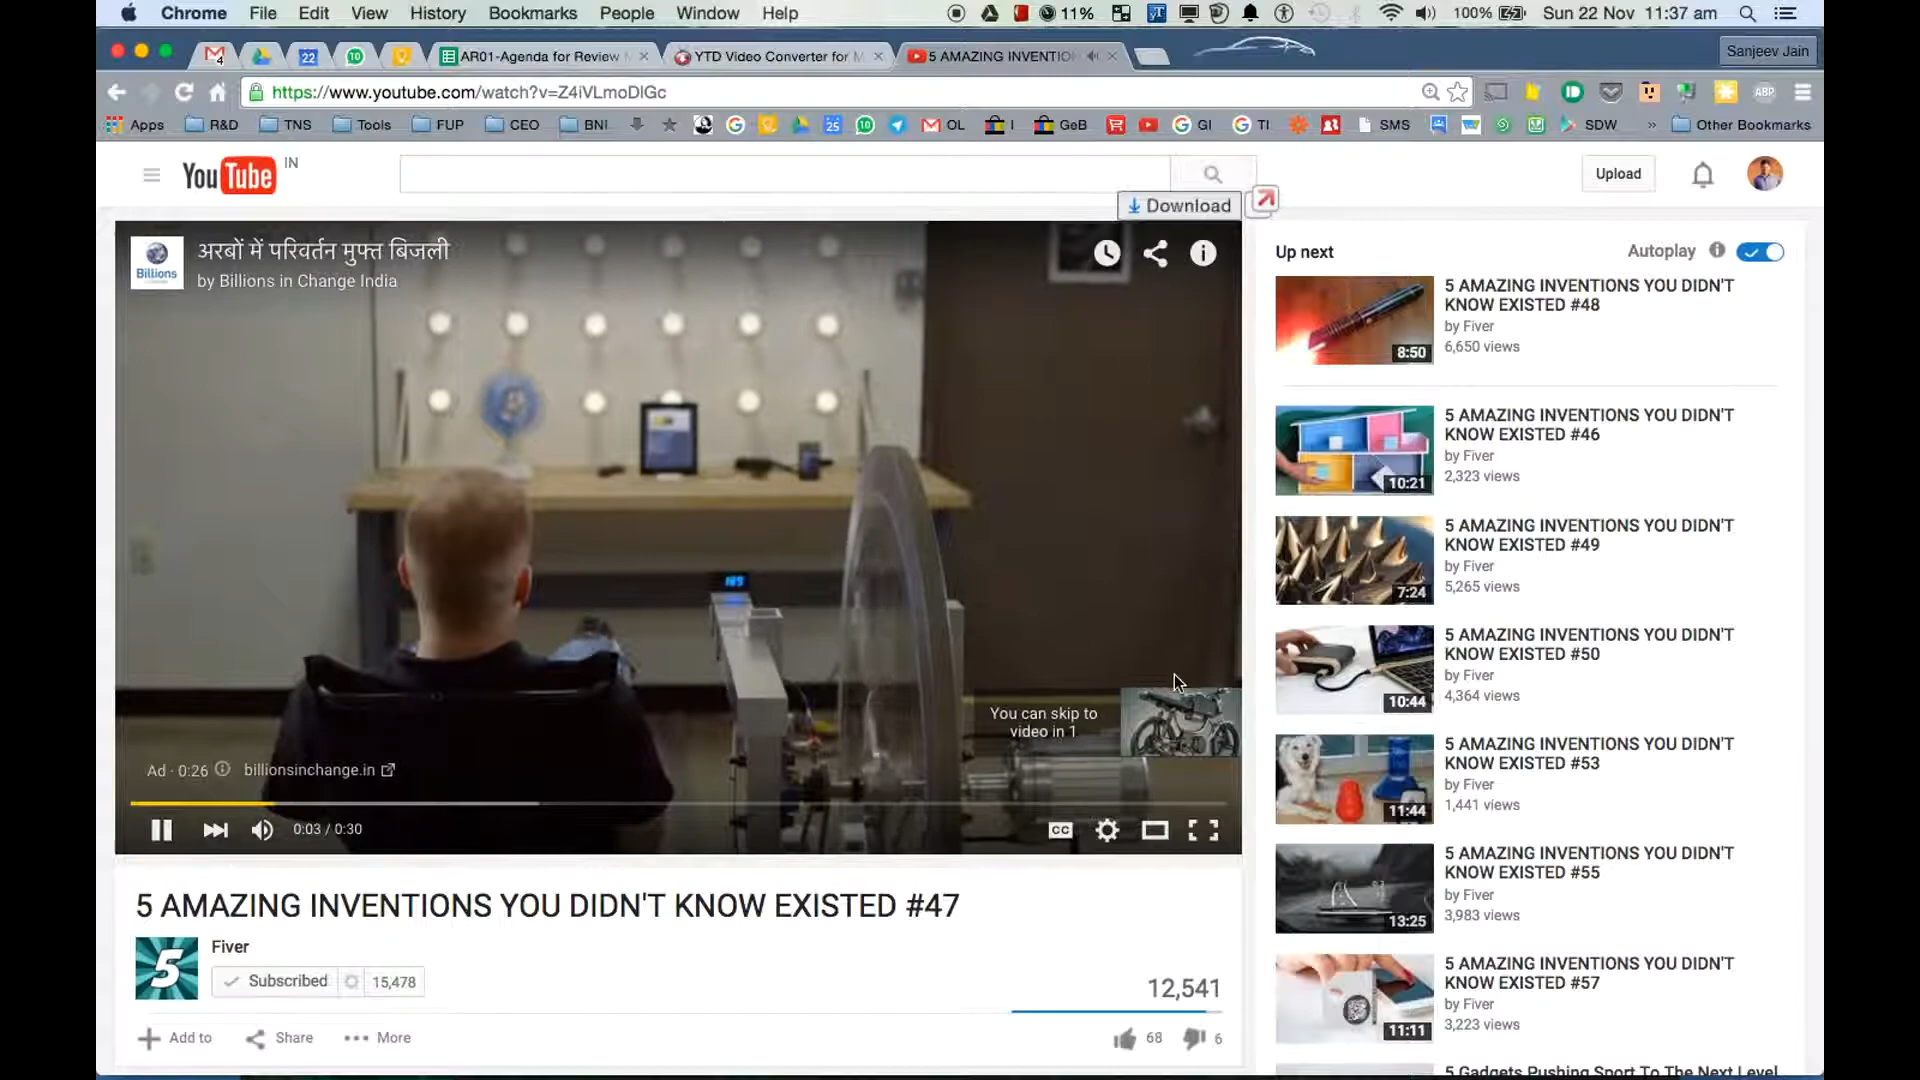 Chrome File Edit View History Bookmarks People Window Help 11% 100% Sun 22 Nov 11:37 am
4 22 10 AR01-Agenda for Review YTD Video Converter for M 5 AMAZING INVENTION Sanjeev Jain
https://www.youtube.com/watch?v=Z4iVLmoDlGc ABP
Apps R&D TNS Tools FUP CEO BNI 25 10 OL I GeB GI TI SMS SDW » Other Bookmarks
YouTube IN
Upload
Download
Billions
अरबों में परिवर्तन मुफ्त बिजली
by Billions in Change India
189
You can skip to
video in 1
Ad · 0:26 billionsinchange.in
0:03 / 0:30 CC
5 AMAZING INVENTIONS YOU DIDN'T KNOW EXISTED #47
5
Fiver
Subscribed 15,478
12,541
Add to Share More 68 6
Up next Autoplay
5 AMAZING INVENTIONS YOU DIDN'T
KNOW EXISTED #48
by Fiver
6,650 views
8:50
5 AMAZING INVENTIONS YOU DIDN'T
KNOW EXISTED #46
by Fiver
2,323 views
10:21
5 AMAZING INVENTIONS YOU DIDN'T
KNOW EXISTED #49
by Fiver
5,265 views
7:24
5 AMAZING INVENTIONS YOU DIDN'T
KNOW EXISTED #50
by Fiver
4,364 views
10:44
5 AMAZING INVENTIONS YOU DIDN'T
KNOW EXISTED #53
by Fiver
1,441 views
11:44
5 AMAZING INVENTIONS YOU DIDN'T
KNOW EXISTED #55
by Fiver
3,983 views
13:25
5 AMAZING INVENTIONS YOU DIDN'T
KNOW EXISTED #57
by Fiver
3,223 views
11:11
5 Gadgets Pushing Sport To The Next Level